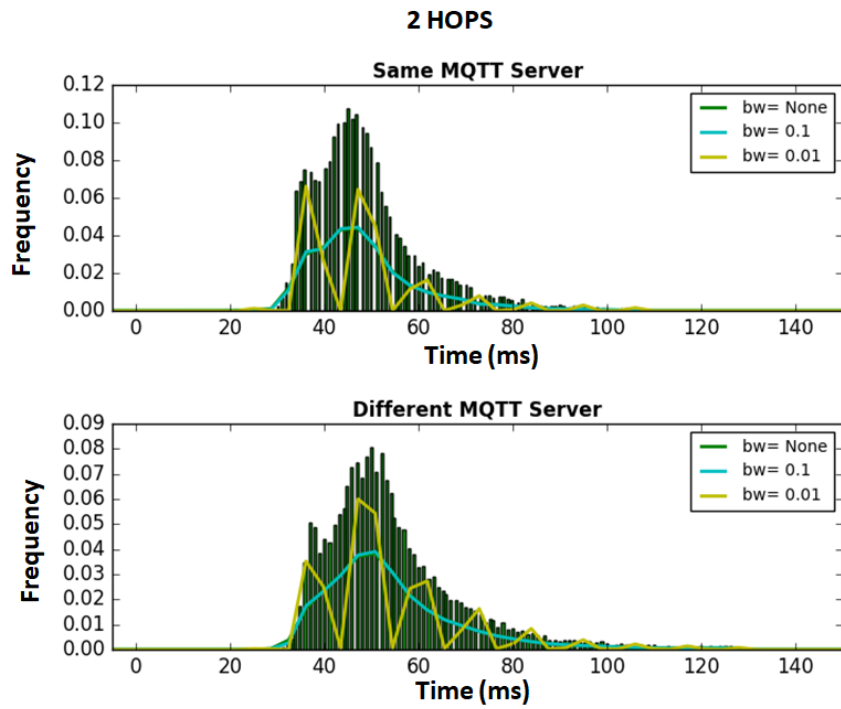 2 HOPS
Same MQTT Server
0.12
0.10
0.08
0.06
0.04
0.02
0.00
Frequency
bw= None
bw= 0.1
bw= 0.01
0 20 40 60 80 100 120 140
Time (ms)
Different MQTT Server
0.09
0.08
0.07
0.06
0.05
0.04
0.03
0.02
0.01
0.00
Frequency
bw= None
bw= 0.1
bw= 0.01
0 20 40 60 80 100 120 140
Time (ms)